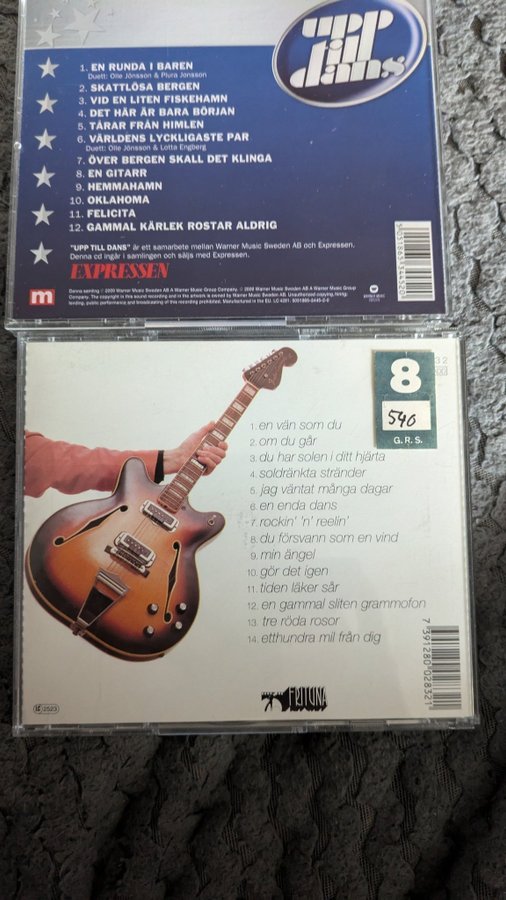 upp
till
dans
1. EN RUNDA I BAREN
Duett: Olle Jönsson & Plura Jonsson
2. SKATTLÖSA BERGEN
3. VID EN LITEN FISKEHAMN
4. DET HÄR ÄR BARA BÖRJAN
5. TÅRAR FRÅN HIMLEN
6. VÄRLDENS LYCKLIGASTE PAR
Duett: Olle Jönsson & Lotta Engberg
7. ÖVER BERGEN SKALL DET KLINGA
8. EN GITARR
9. HEMMAHAMN
10. OKLAHOMA
11. FELICITA
12. GAMMAL KÄRLEK ROSTAR ALDRIG
"UPP TILL DANS" är ett samarbete mellan Warner Music Sweden AB och Expressen.
Denna cd ingår i samlingen och säljs med Expressen.
EXPRESSEN
m
8
540
G.R.S.
1. en vän som du
2. om du går
3. du har solen i ditt hjärta
4. soldränkta stränder
5. jag väntat många dagar
6. en enda dans
7. rockin' 'n' reelin'
8. du försvann som en vind
9. min ängel
10. gör det igen
11. tiden läker sår
12. en gammal sliten grammofon
13. tre röda rosor
14. etthundra mil från dig
7 391280 028321
FRITUNA